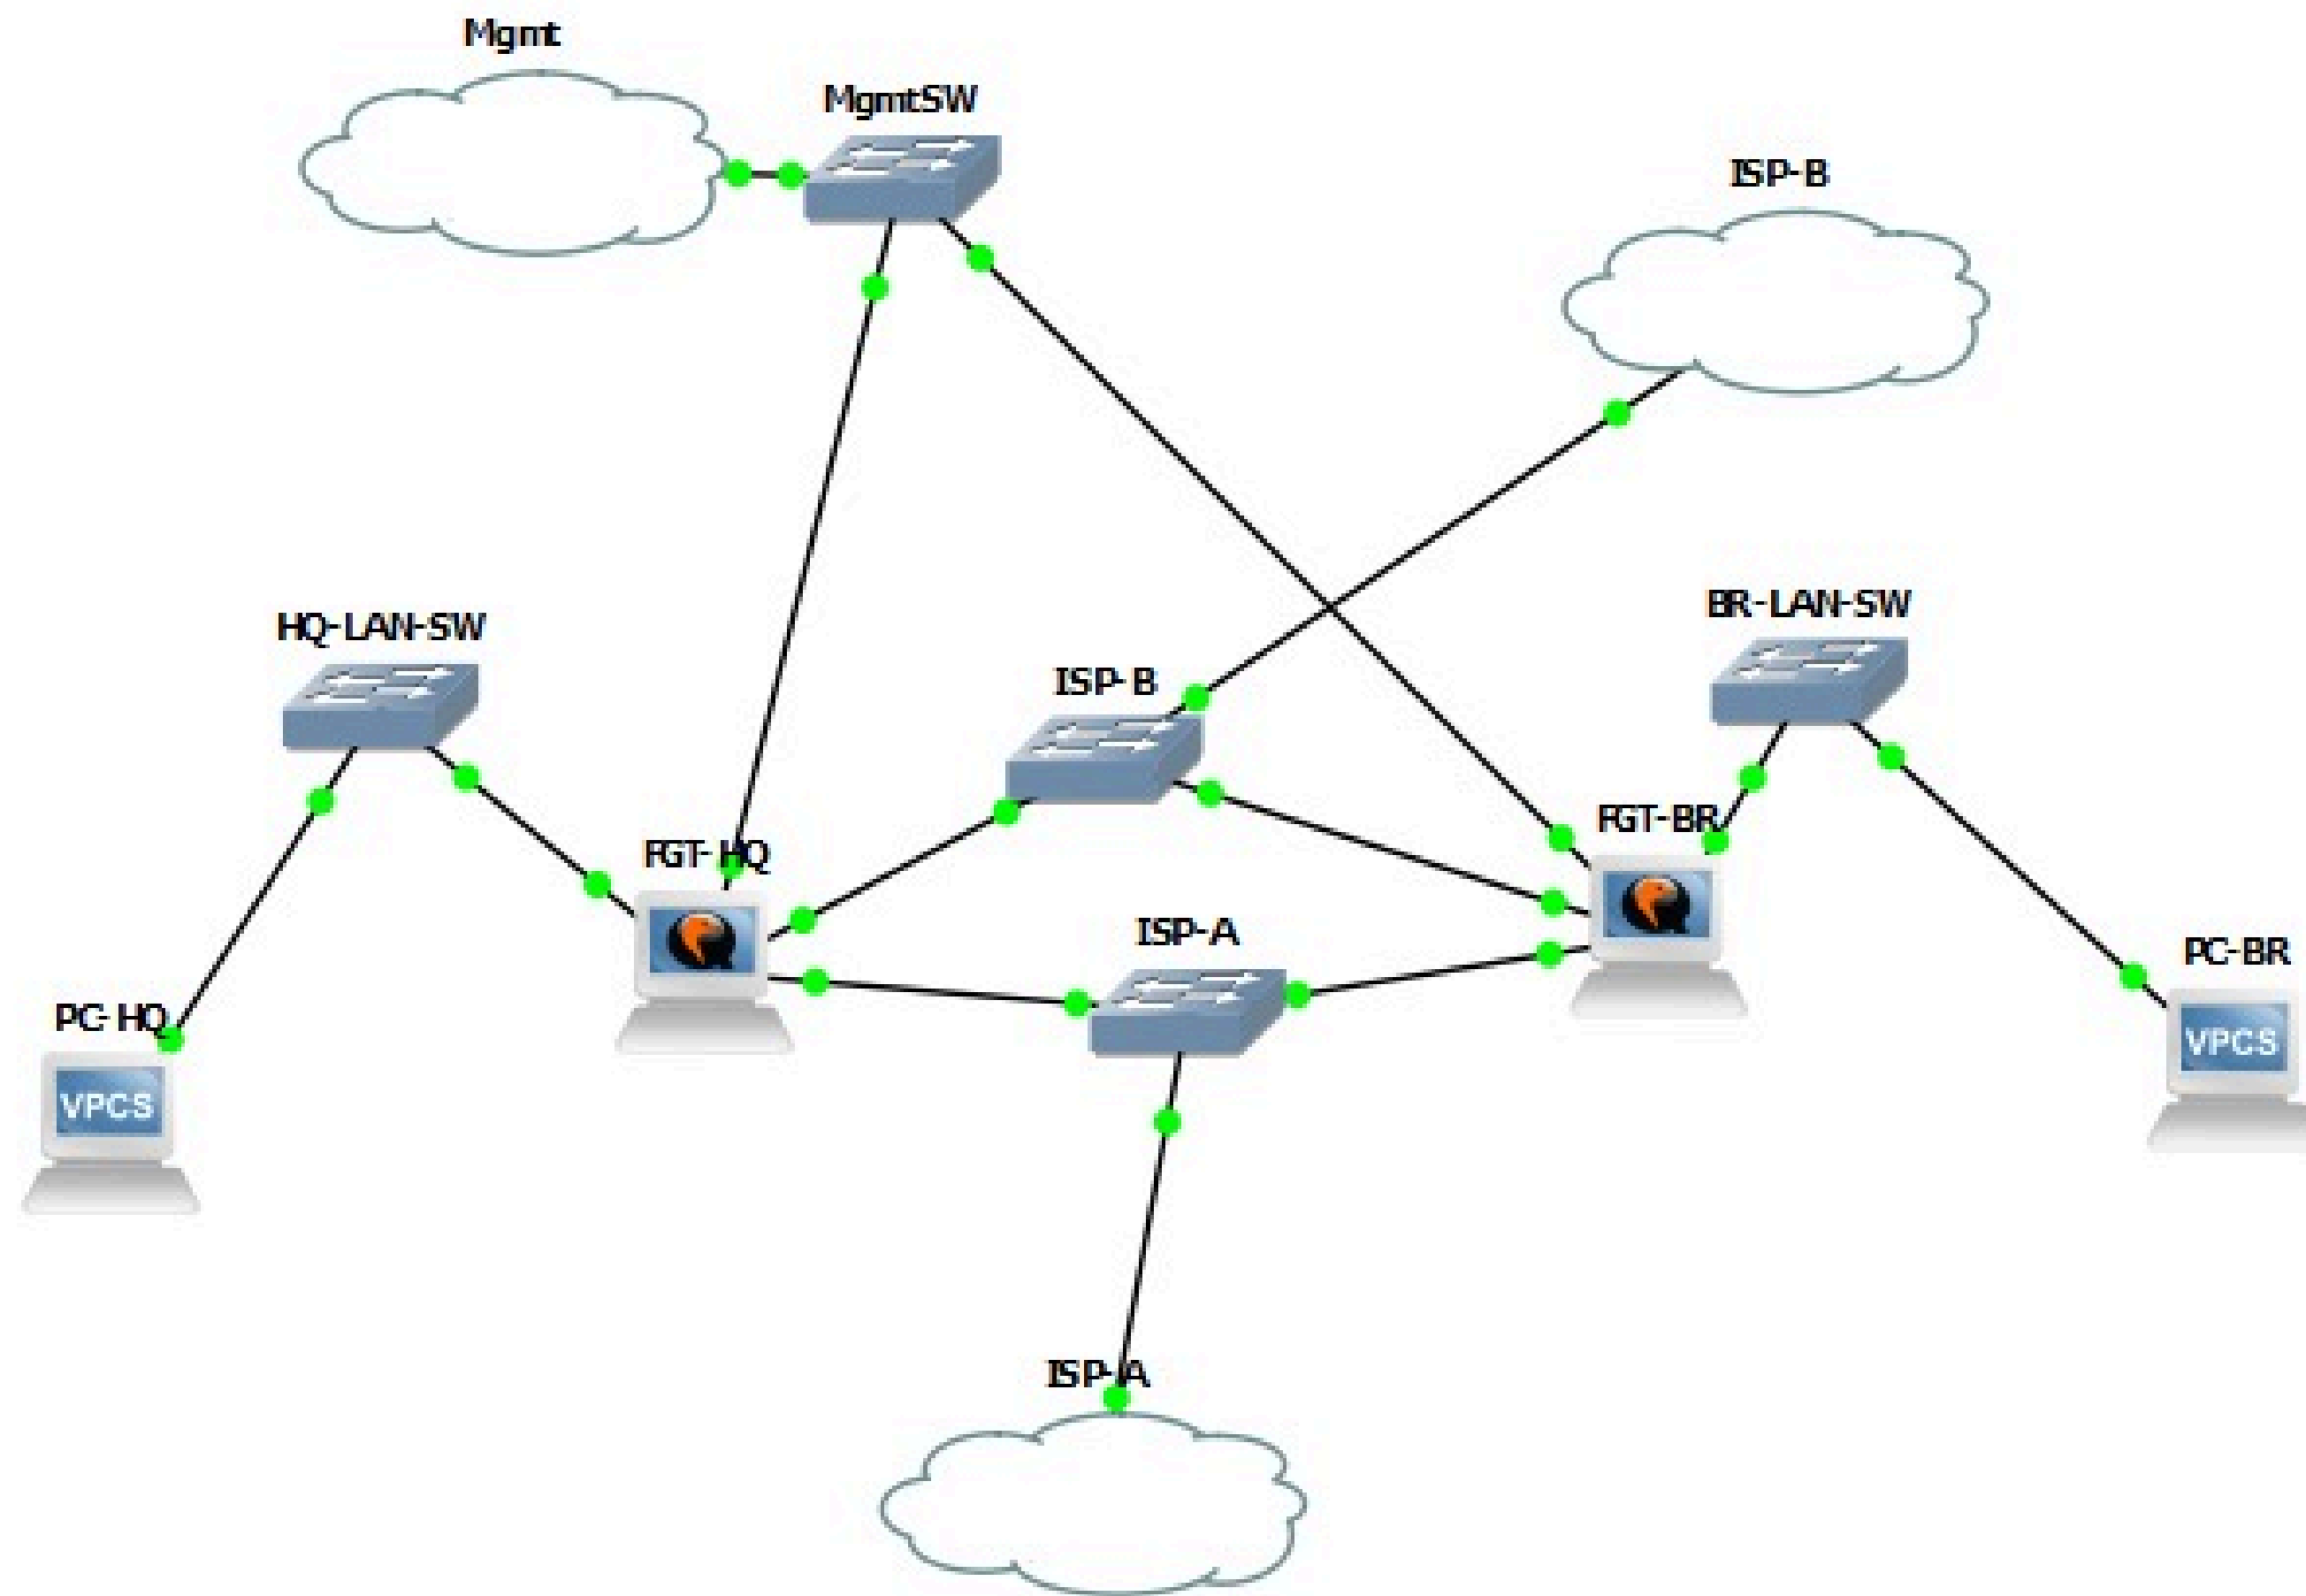 Mgmt
MgmtSW
ISP-B
HQ-LAN-SW
BR-LAN-SW
ISP-B
FGT-HQ
FGT-BR
ISP-A
PC-BR
PC-HQ
VPCS
VPCS
ISP-A